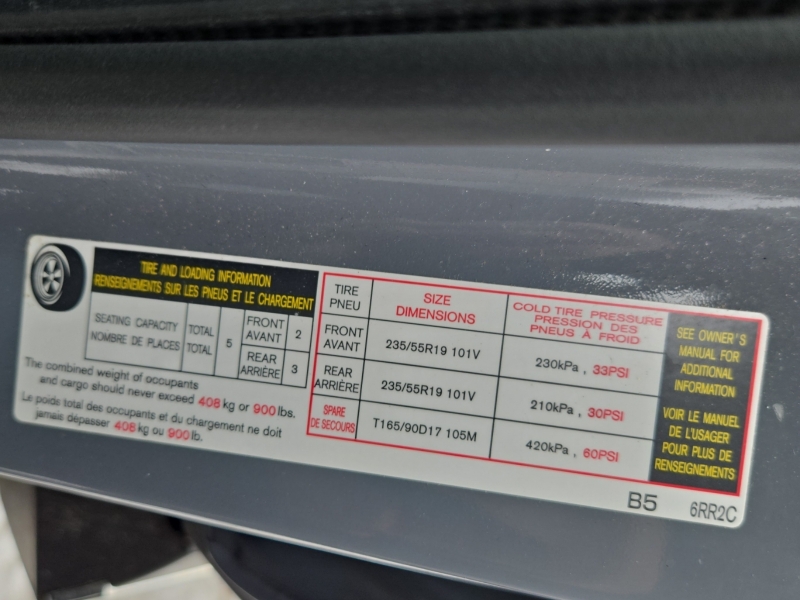 TIRE AND LOADING INFORMATION
RENSEIGNEMENTS SUR LES PNEUS ET LE CHARGEMENT
SEATING CAPACITY
NOMBRE DE PLACES
TOTAL
TOTAL
5
FRONT
AVANT
2
REAR
ARRIÈRE
3
The combined weight of occupants
and cargo should never exceed 408 kg or 900 lbs.
Le poids total des occupants et du chargement ne doit
jamais dépasser 408 kg ou 900 lb.
TIRE
PNEU
SIZE
DIMENSIONS
COLD TIRE PRESSURE
PRESSION DES
PNEUS À FROID
FRONT
AVANT
235/55R19 101V
230kPa , 33PSI
REAR
ARRIÈRE
235/55R19 101V
210kPa , 30PSI
SPARE
DE SECOURS
T165/90D17 105M
420kPa , 60PSI
SEE OWNER'S
MANUAL FOR
ADDITIONAL
INFORMATION
VOIR LE MANUEL
DE L'USAGER
POUR PLUS DE
RENSEIGNEMENTS
B5
6RR2C